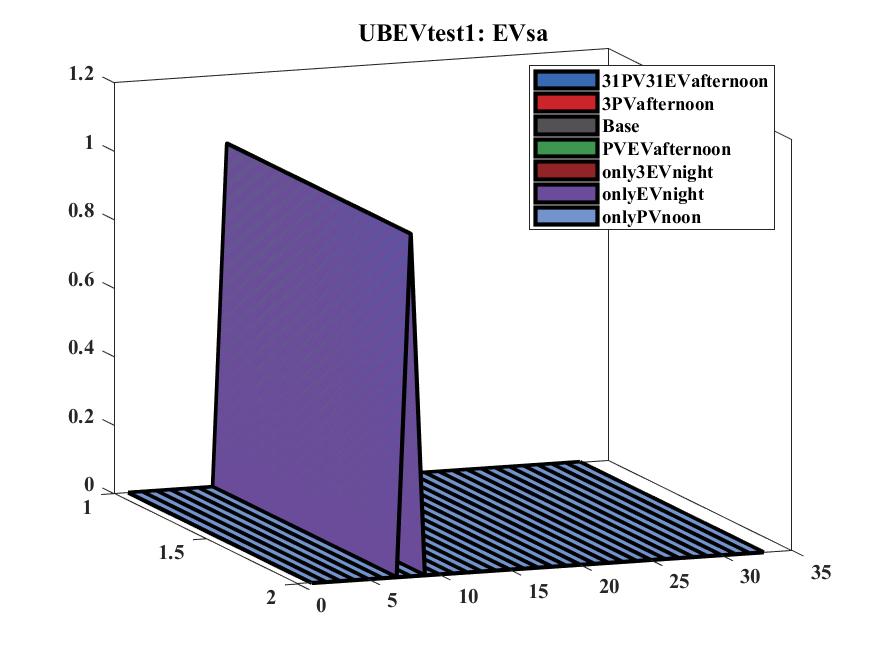 UBEVtest1: EVsa
31PV31EVafternoon
3PVafternoon
Base
PVEVafternoon
only3EVnight
onlyEVnight
onlyPVnoon
1.2
1
0.8
0.6
0.4
0.2
0
1
1.5
2
0
5
10
15
20
25
30
35